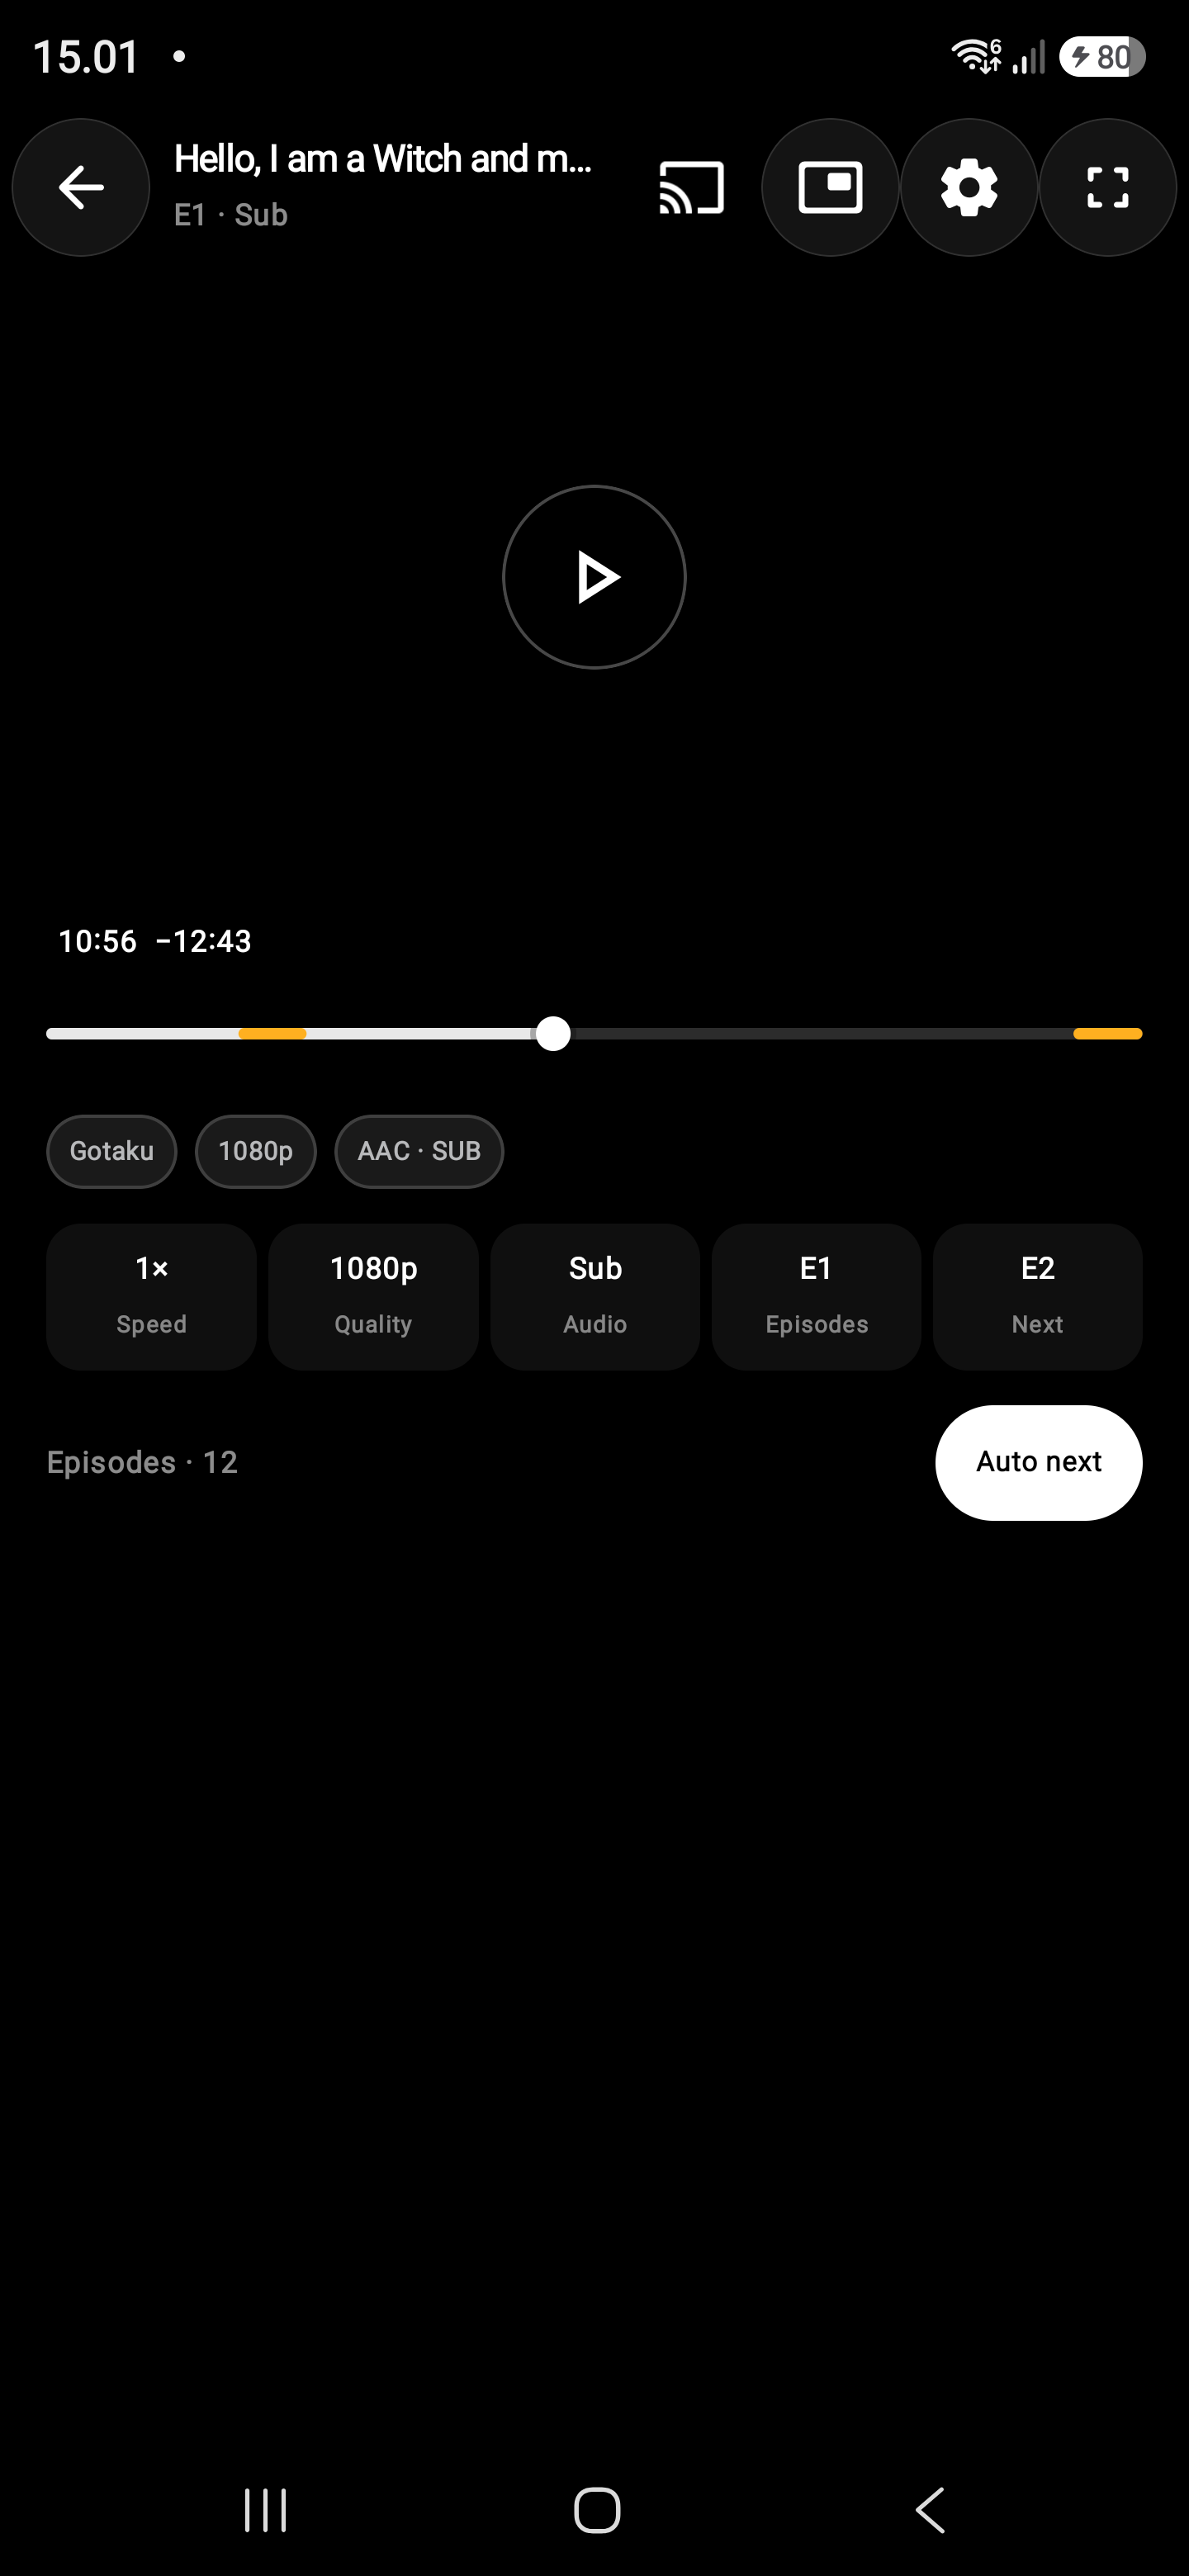 15.01
6
80
Hello, I am a Witch and m...
E1 · Sub
10:56 −12:43
Gotaku 1080p AAC · SUB
1× 1080p Sub E1 E2
Speed Quality Audio Episodes Next
Episodes · 12 Auto next